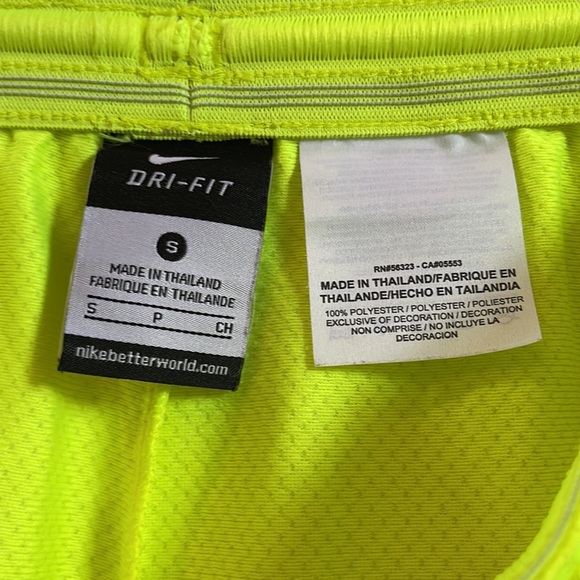 DRI-FIT
S
MADE IN THAILAND
FABRIQUE EN THAILANDE
S P CH
nikebetterworld.com
RN#56323 - CA#05553
MADE IN THAILAND/FABRIQUE EN
THAILANDE/HECHO EN TAILANDIA
100% POLYESTER / POLYESTER / POLIESTER
EXCLUSIVE OF DECORATION / DECORATION
NON COMPRISE / NO INCLUYE LA
DECORACION